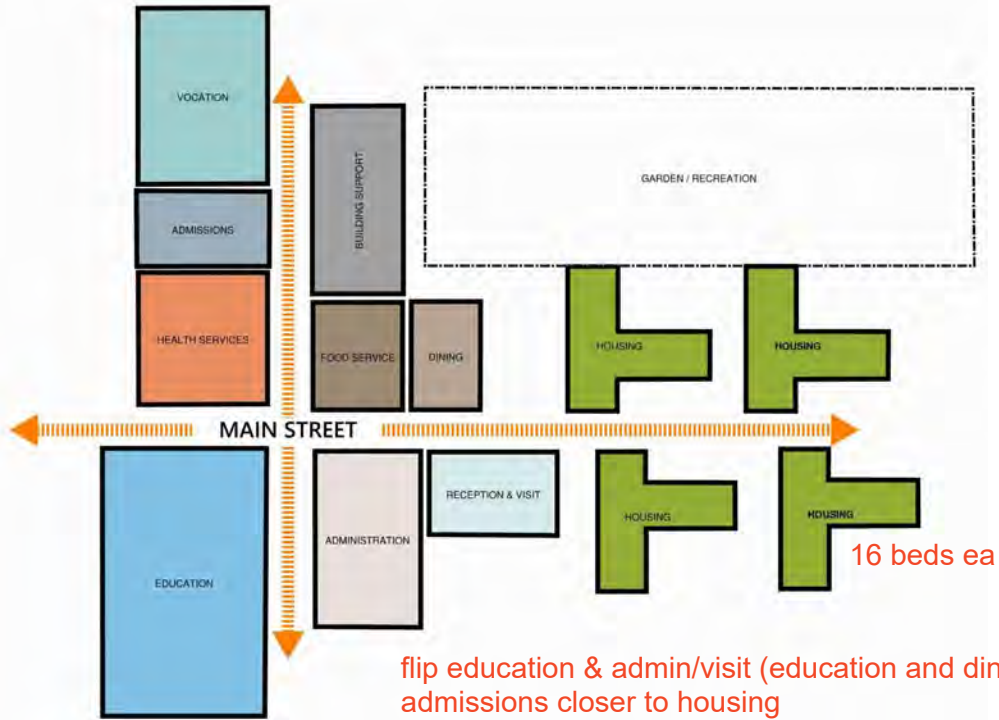 VOCATION
BUILDING SUPPORT
GARDEN / RECREATION
ADMISSIONS
HEALTH SERVICES
FOOD SERVICE
DINING
HOUSING
HOUSING
MAIN STREET
EDUCATION
ADMINISTRATION
RECEPTION & VISIT
HOUSING
HOUSING
16 beds ea
flip education & admin/visit (education and
admissions closer to housing